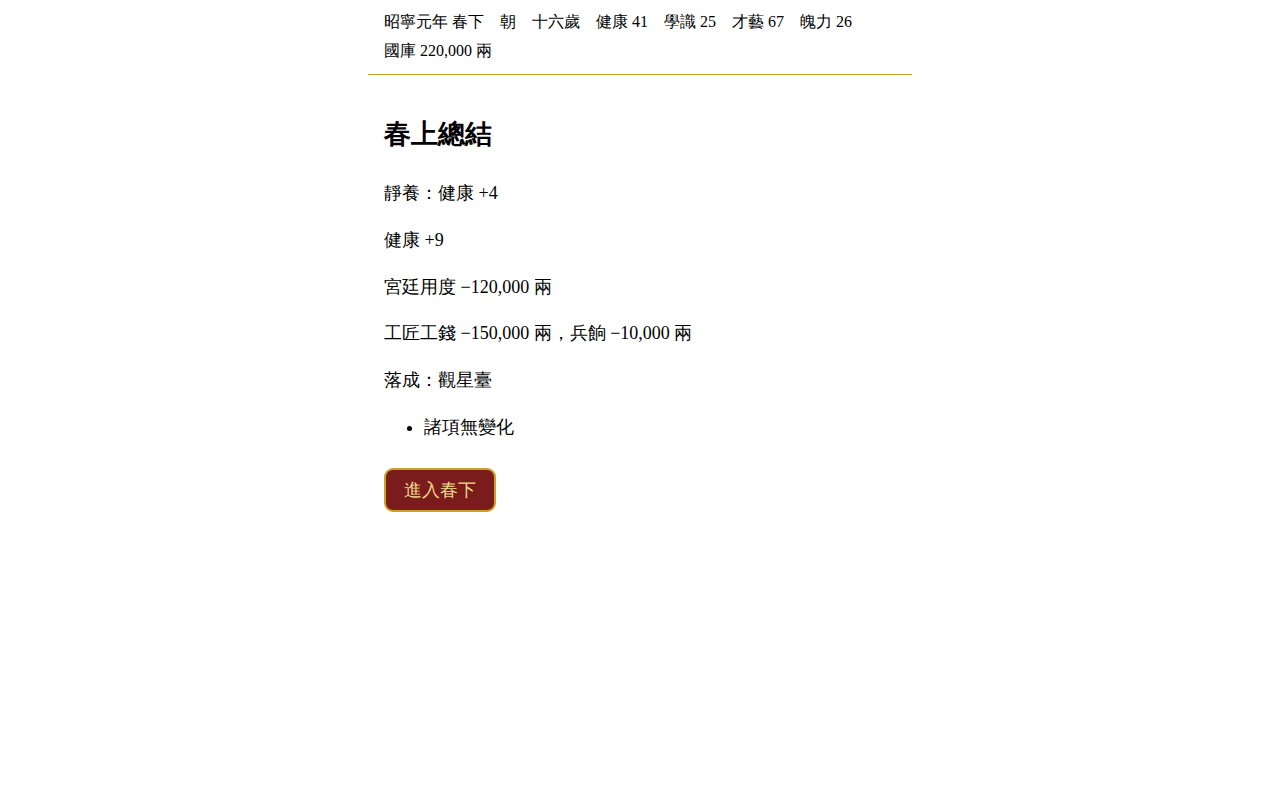 昭寧元年 春下　朝　十六歲　健康 41　學識 25　才藝 67　魄力 26
國庫 220,000 兩
春上總結
靜養：健康 +4
健康 +9
宮廷用度 −120,000 兩
工匠工錢 −150,000 兩，兵餉 −10,000 兩
落成：觀星臺
• 諸項無變化
進入春下